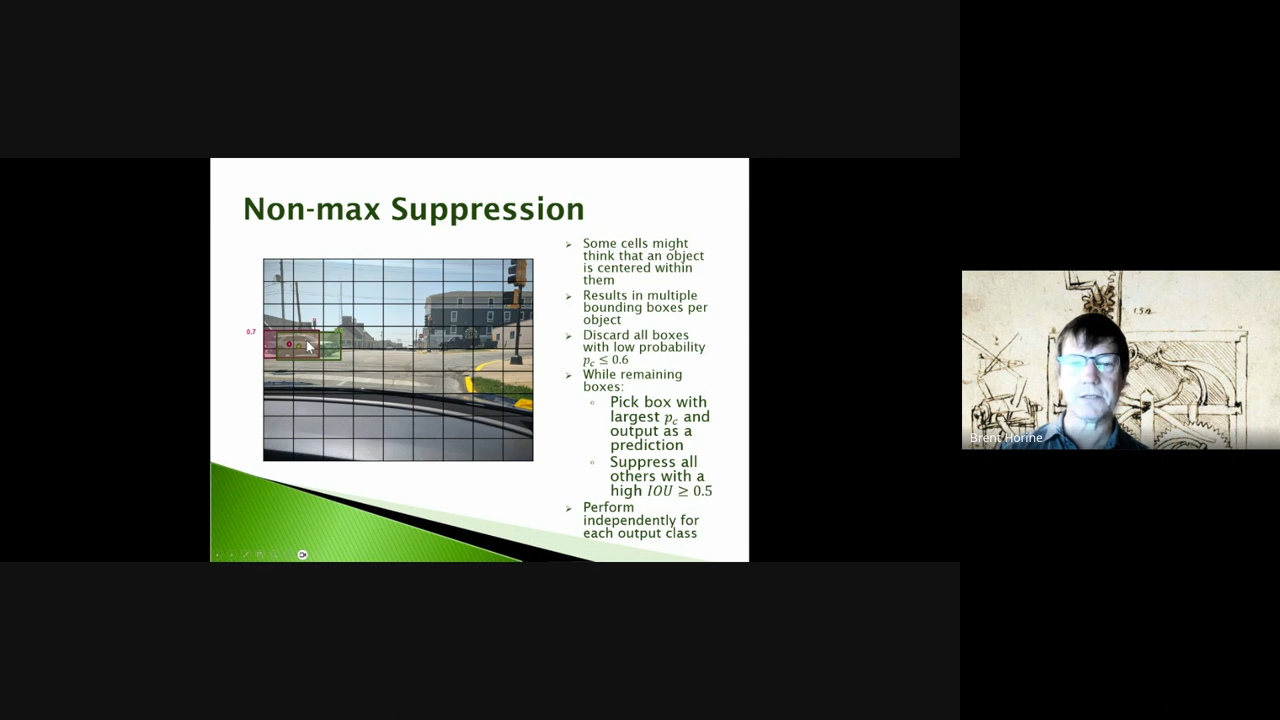 Non-max Suppression
0.7
Some cells might
think that an object
is centered within
them
Results in multiple
bounding boxes per
object
Discard all boxes
with low probability
p_c ≤ 0.6
While remaining
boxes:
Pick box with
largest p_c and
output as a
prediction
Suppress all
others with a
high IOU ≥ 0.5
Perform
independently for
each output class
Brent Horine